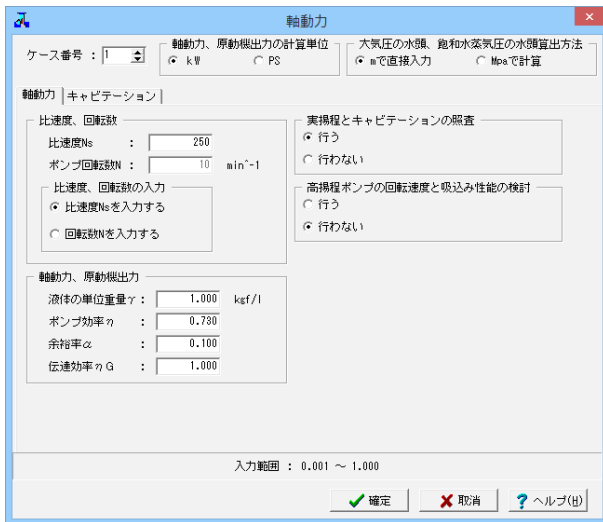 軸動力
ケース番号 : 1
軸動力、原動機出力の計算単位
kW
PS
大気圧の水頭、飽和水蒸気圧の水頭算出方法
mで直接入力
Mpaで計算
軸動力
キャビテーション
比速度、回転数
比速度Ns : 250
ポンプ回転数N : 10 min^-1
比速度、回転数の入力
比速度Nsを入力する
回転数Nを入力する
実揚程とキャビテーションの照査
行う
行わない
高揚程ポンプの回転速度と吸込み性能の検討
行う
行わない
軸動力、原動機出力
液体の単位重量γ : 1.000 kgf/l
ポンプ効率η : 0.730
余裕率α : 0.100
伝達効率ηG : 1.000
入力範囲 : 0.001 ～ 1.000
確定
取消
ヘルプ(H)